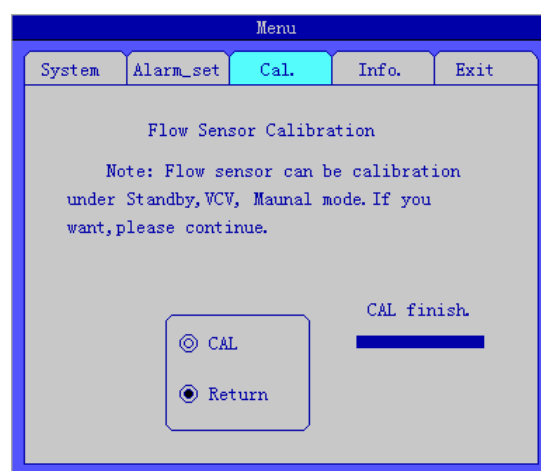 Menu
System Alarm_set Cal. Info. Exit
Flow Sensor Calibration
Note: Flow sensor can be calibration
under Standby,VCV, Maunal mode.If you
want,please continue.
CAL finish.
CAL
Return